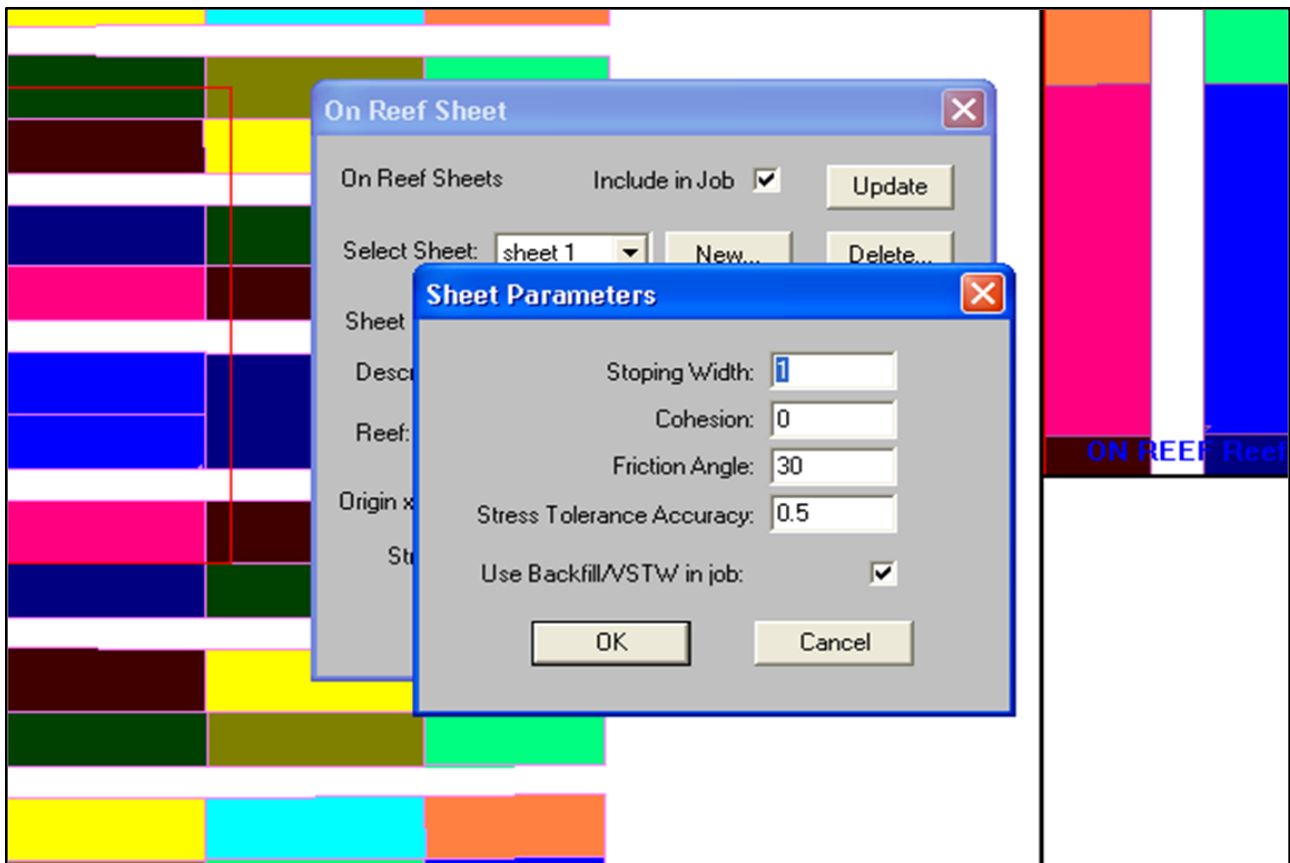 On Reef Sheet
On Reef Sheets Include in Job Update
Select Sheet: sheet 1 New... Delete...
Sheet Parameters
Sheet
Stoping Width: 1
Descr
Cohesion: 0
Reef:
Friction Angle: 30
ON REEF Reef
Origin x
Stress Tolerance Accuracy: 0.5
Str
Use Backfill/VSTW in job:
OK Cancel